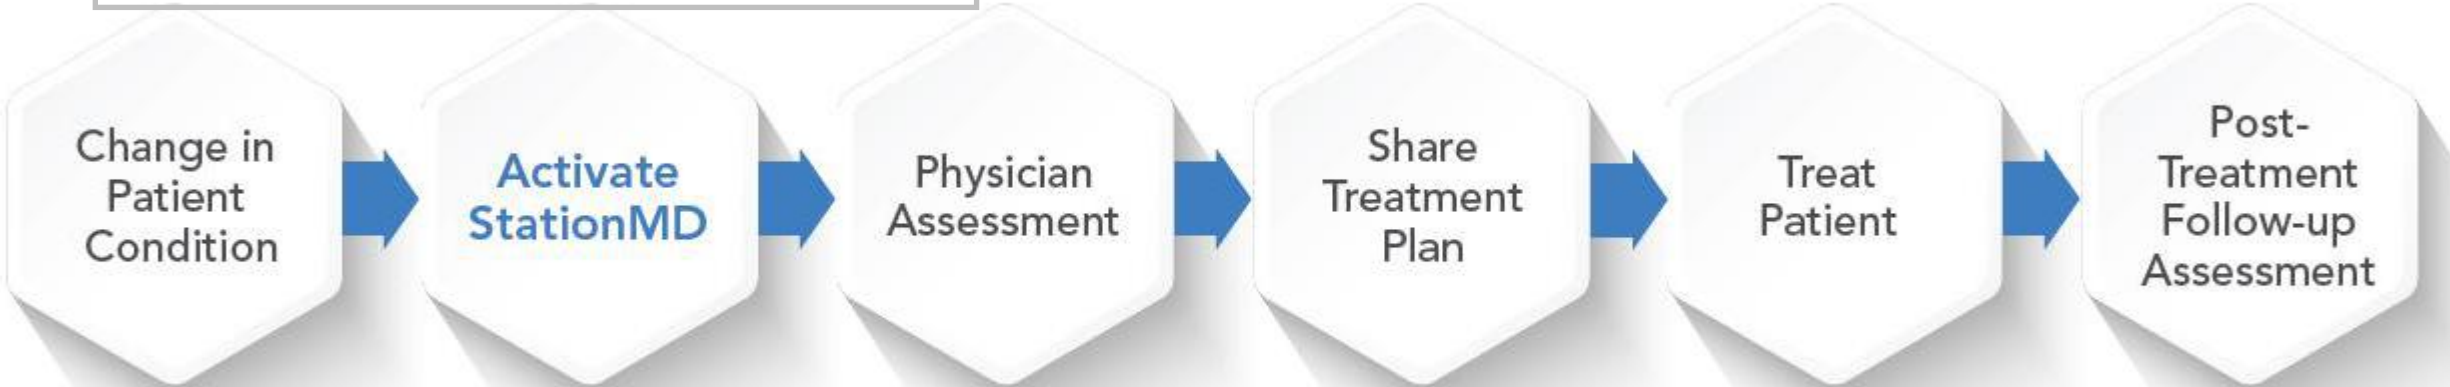 Change in
Patient
Condition
Activate
StationMD
Physician
Assessment
Share
Treatment
Plan
Treat
Patient
Post-
Treatment
Follow-up
Assessment